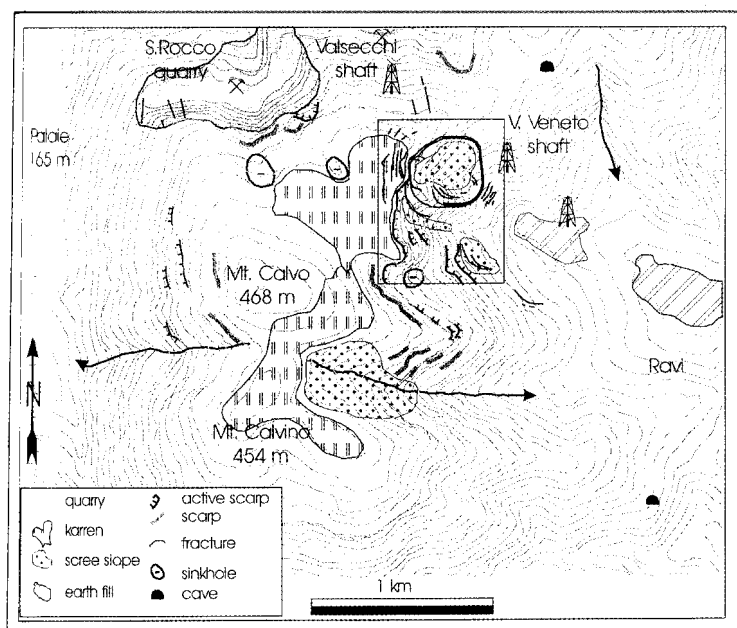 S.Rocco
quarry
Valsecchi
shaft
V. Veneto
shaft
Palaie
165 m
Mt. Calvo
468 m
Ravi
Mt. Calvino
454 m
N
quarry
karren
scree slope
earth fill
active scarp
scarp
fracture
sinkhole
cave
1 km